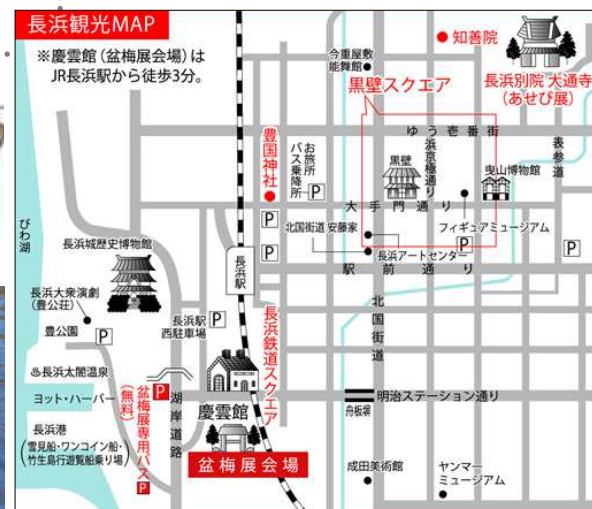 長浜観光MAP
※慶雲館（盆梅展会場）は
JR長浜駅から徒歩3分。
今重屋敷
能舞館
知善院
長浜別院 大通寺
（あせび展）
黒壁スクエア
ゆう壱番街
豊国神社
お旅所
バス乗降所
P
黒壁
浜京極通り
曳山博物館
表参道
大手門通り
P
北国街道 安藤家
フィギュアミュージアム
P
P
P
長浜アートセンター
駅前通り
びわ湖
長浜城歴史博物館
長浜駅
長浜大衆演劇
（豊公荘）
豊公園
P
長浜駅
西駐車場
P
長浜鉄道スクエア
北国街道
♨長浜太閤温泉
ヨット・ハーバー
P
盆梅展専用バス P
（無料）
湖岸道路
慶雲館
明治ステーション通り
舟板塀
長浜港
（雪見船・ワンコイン船・
竹生島行遊覧船乗り場）
盆梅展会場
成田美術館
ヤンマー
ミュージアム